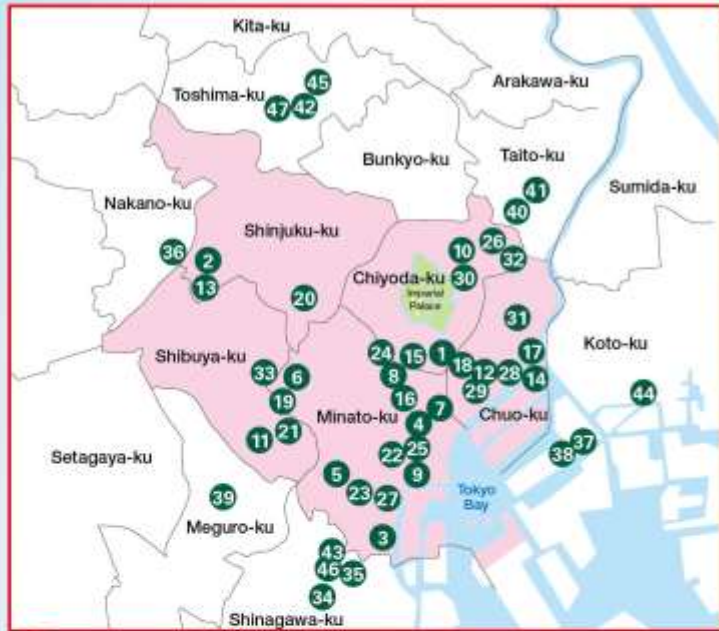 Kita-ku
45
Toshima-ku
47
42
Arakawa-ku
Bunkyo-ku
Taito-ku
41
Sumida-ku
40
Nakano-ku
Shinjuku-ku
36
2
10
26
32
13
20
Chiyoda-ku
30
Imperial
Palace
31
Koto-ku
Shibuya-ku
24
15
1
17
33
6
8
18
12
28
14
44
19
16
29
Minato-ku
7
Chuo-ku
11
21
4
37
38
Setagaya-ku
22
25
5
9
39
23
27
Tokyo
Bay
Meguro-ku
3
43
46
35
34
Shinagawa-ku